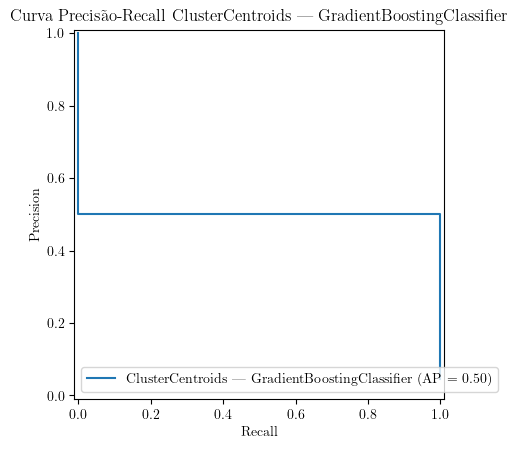 Curva Precisão-Recall ClusterCentroids — GradientBoostingClassifier
1.0
0.8
0.6
0.4
0.2
0.0
Precision
ClusterCentroids — GradientBoostingClassifier (AP = 0.50)
0.0 0.2 0.4 0.6 0.8 1.0
Recall